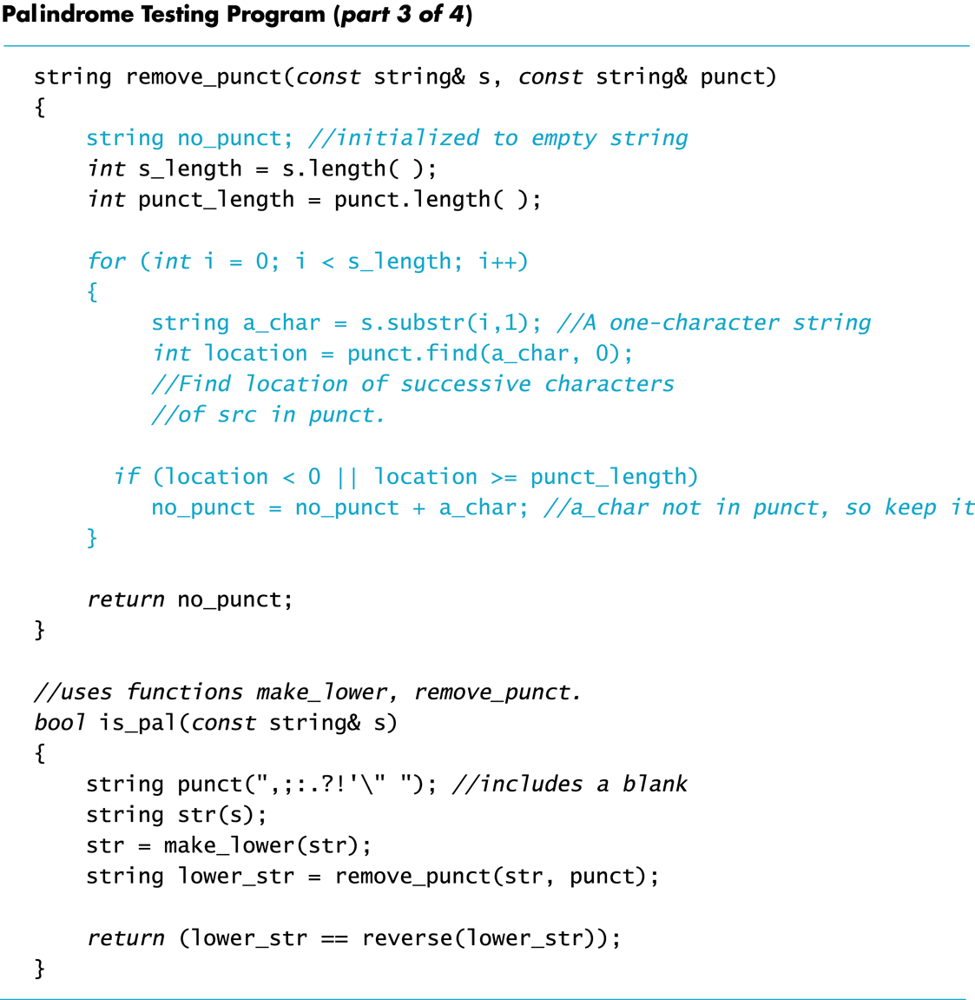 Palindrome Testing Program (part 3 of 4)
string remove_punct(const string& s, const string& punct)
{
string no_punct; //initialized to empty string
int s_length = s.length( );
int punct_length = punct.length( );
for (int i = 0; i < s_length; i++)
{
string a_char = s.substr(i,1); //A one-character string
int location = punct.find(a_char, 0);
//Find location of successive characters
//of src in punct.
if (location < 0 || location >= punct_length)
no_punct = no_punct + a_char; //a_char not in punct, so keep it
}
return no_punct;
}
//uses functions make_lower, remove_punct.
bool is_pal(const string& s)
{
string punct(",;:.?!'\" "); //includes a blank
string str(s);
str = make_lower(str);
string lower_str = remove_punct(str, punct);
return (lower_str == reverse(lower_str));
}